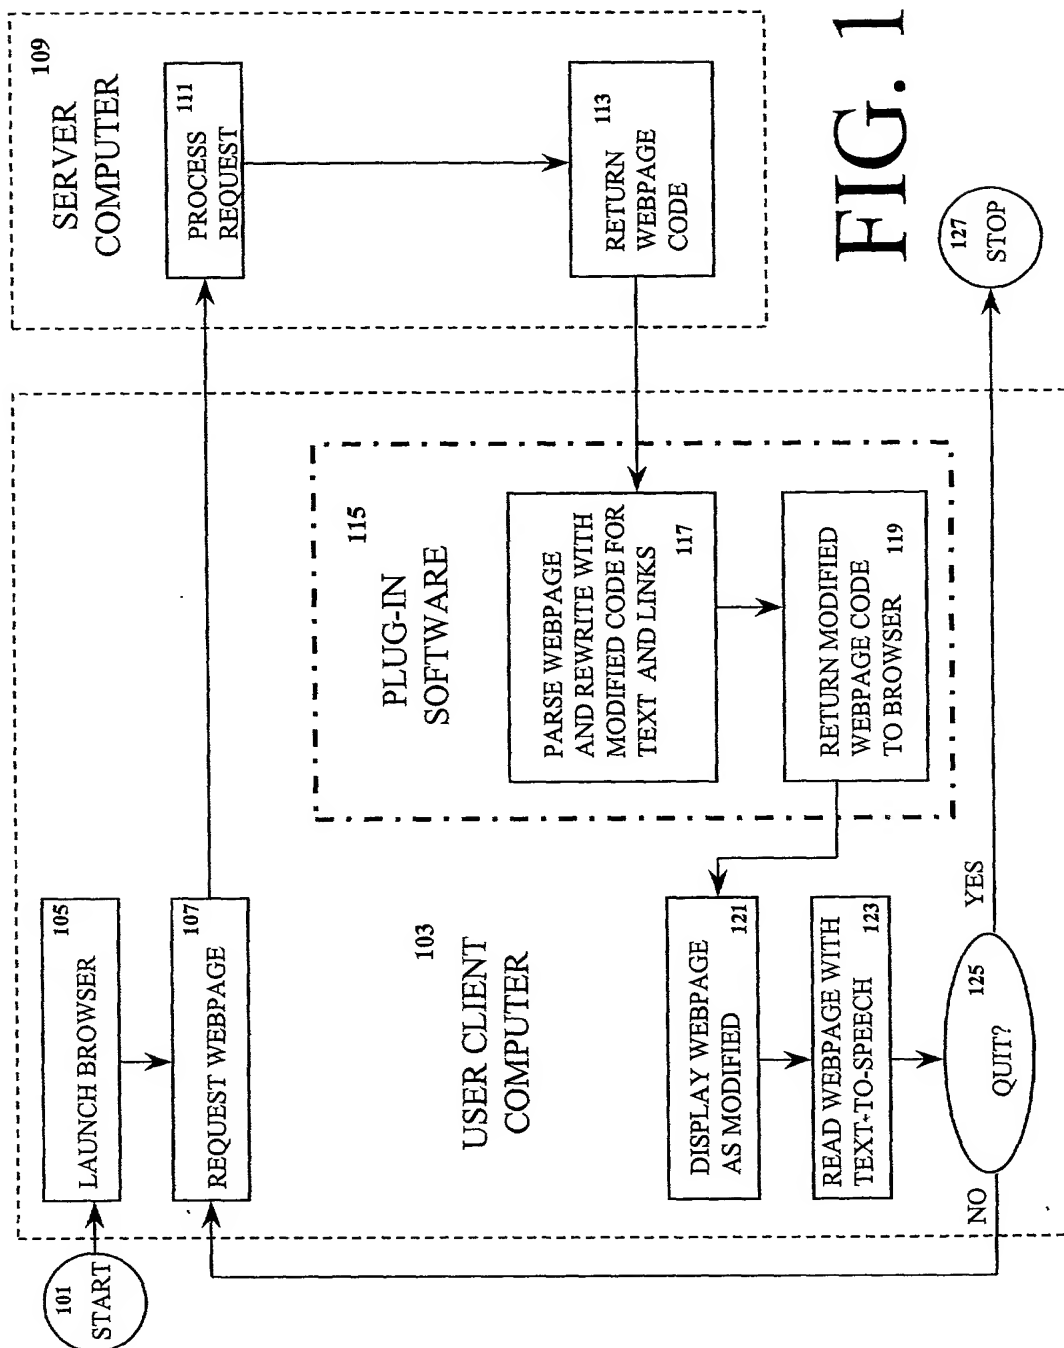 101
START
105
LAUNCH BROWSER
107
REQUEST WEBPAGE
103
USER CLIENT
COMPUTER
109
SERVER
COMPUTER
111
PROCESS
REQUEST
113
RETURN
WEBPAGE
CODE
115
PLUG-IN
SOFTWARE
PARSE WEBPAGE
AND REWRITE WITH
MODIFIED CODE FOR
TEXT AND LINKS
117
RETURN MODIFIED
WEBPAGE CODE
TO BROWSER
119
DISPLAY WEBPAGE
AS MODIFIED
121
READ WEBPAGE WITH
TEXT-TO-SPEECH
123
125
QUIT?
NO
YES
127
STOP
FIG. 1